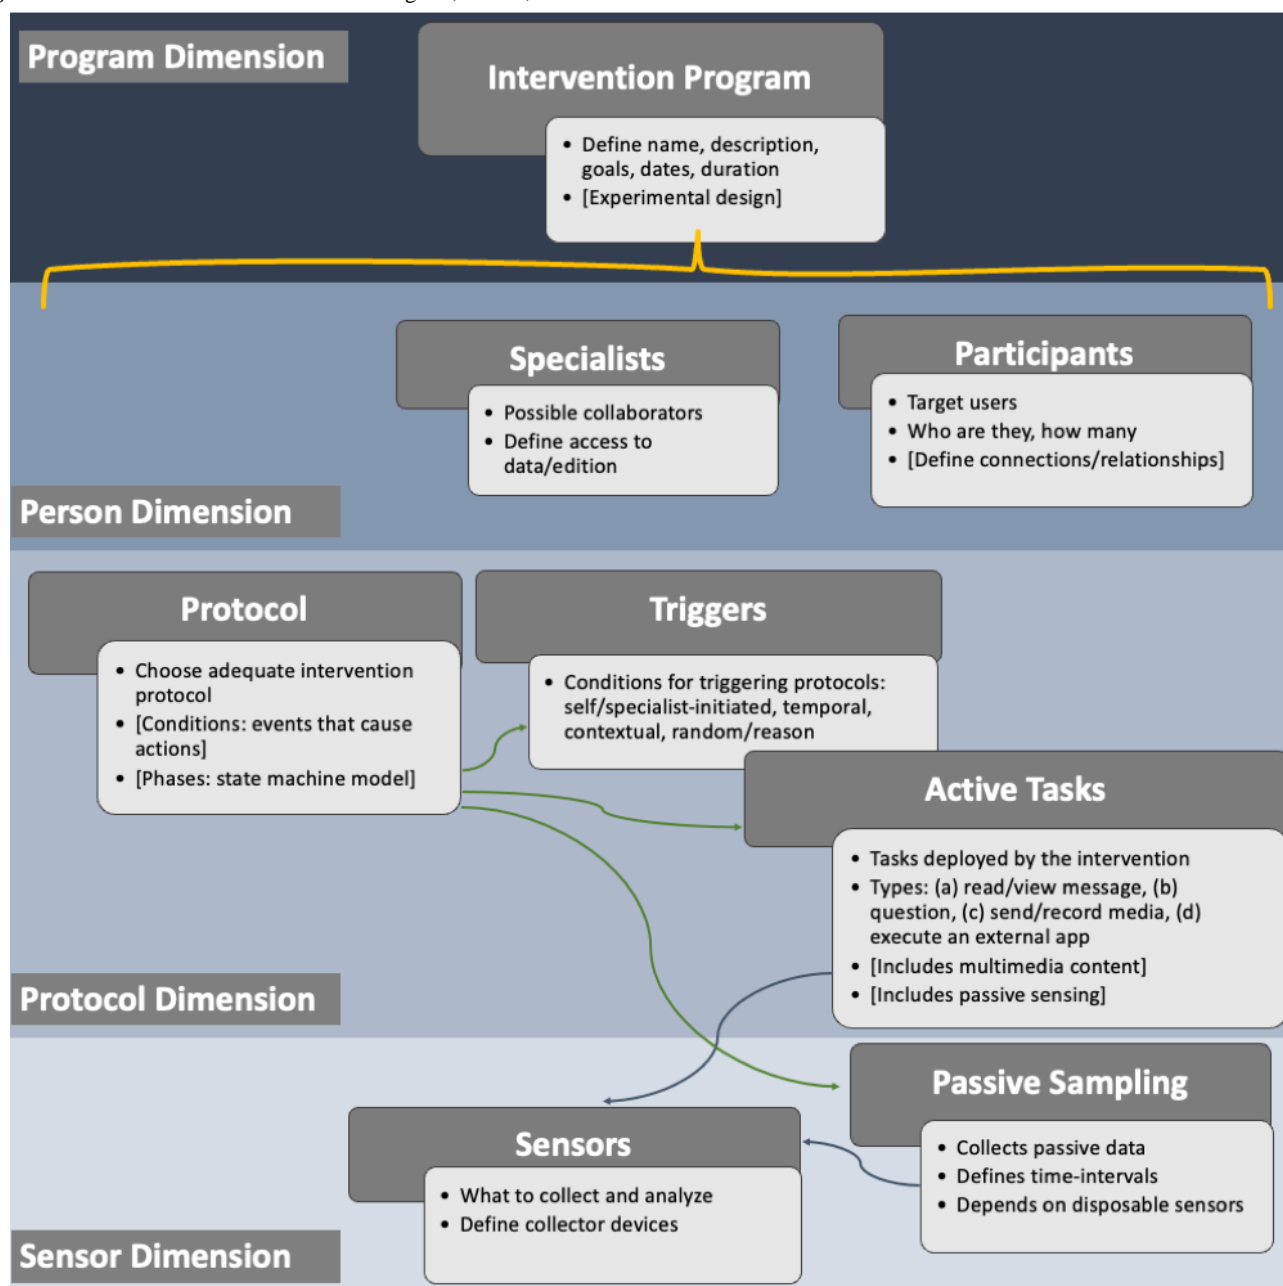 Program Dimension
Intervention Program
• Define name, description,
goals, dates, duration
• [Experimental design]
Specialists
• Possible collaborators
• Define access to
data/edition
Participants
• Target users
• Who are they, how many
• [Define connections/relationships]
Person Dimension
Protocol
• Choose adequate intervention
protocol
• [Conditions: events that cause
actions]
• [Phases: state machine model]
Triggers
• Conditions for triggering protocols:
self/specialist-initiated, temporal,
contextual, random/reason
Active Tasks
• Tasks deployed by the intervention
• Types: (a) read/view message, (b)
question, (c) send/record media, (d)
execute an external app
• [Includes multimedia content]
• [Includes passive sensing]
Protocol Dimension
Passive Sampling
• Collects passive data
• Defines time-intervals
• Depends on disposable sensors
Sensors
• What to collect and analyze
• Define collector devices
Sensor Dimension